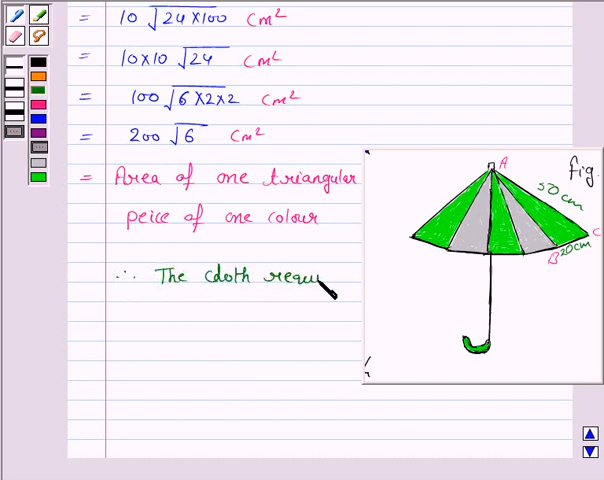 = 10 √24×100 cm²
= 10×10 √24 cm²
= 100 √6×2×2 cm²
= 200 √6 cm²
= Area of one triangular
peice of one colour
∴ The cloth requ
fig.
A
50 cm
C
B
20cm